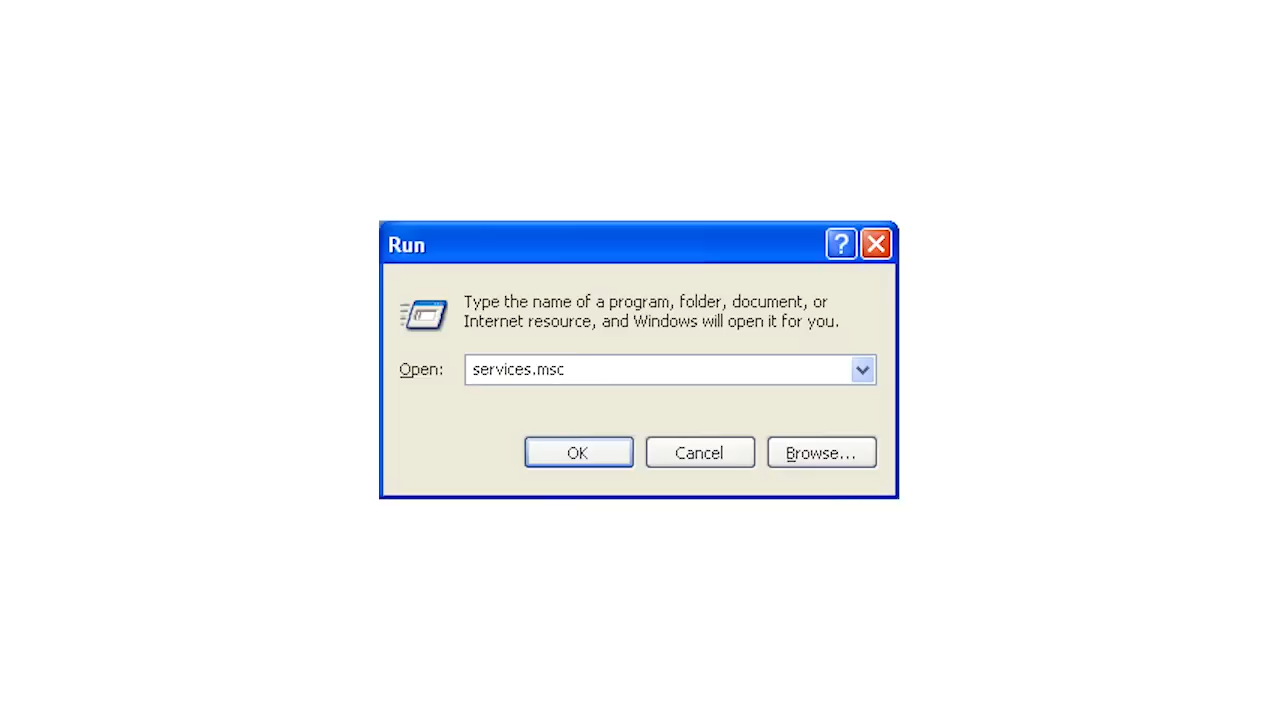 Run
Type the name of a program, folder, document, or
Internet resource, and Windows will open it for you.
Open: services.msc
OK Cancel Browse...